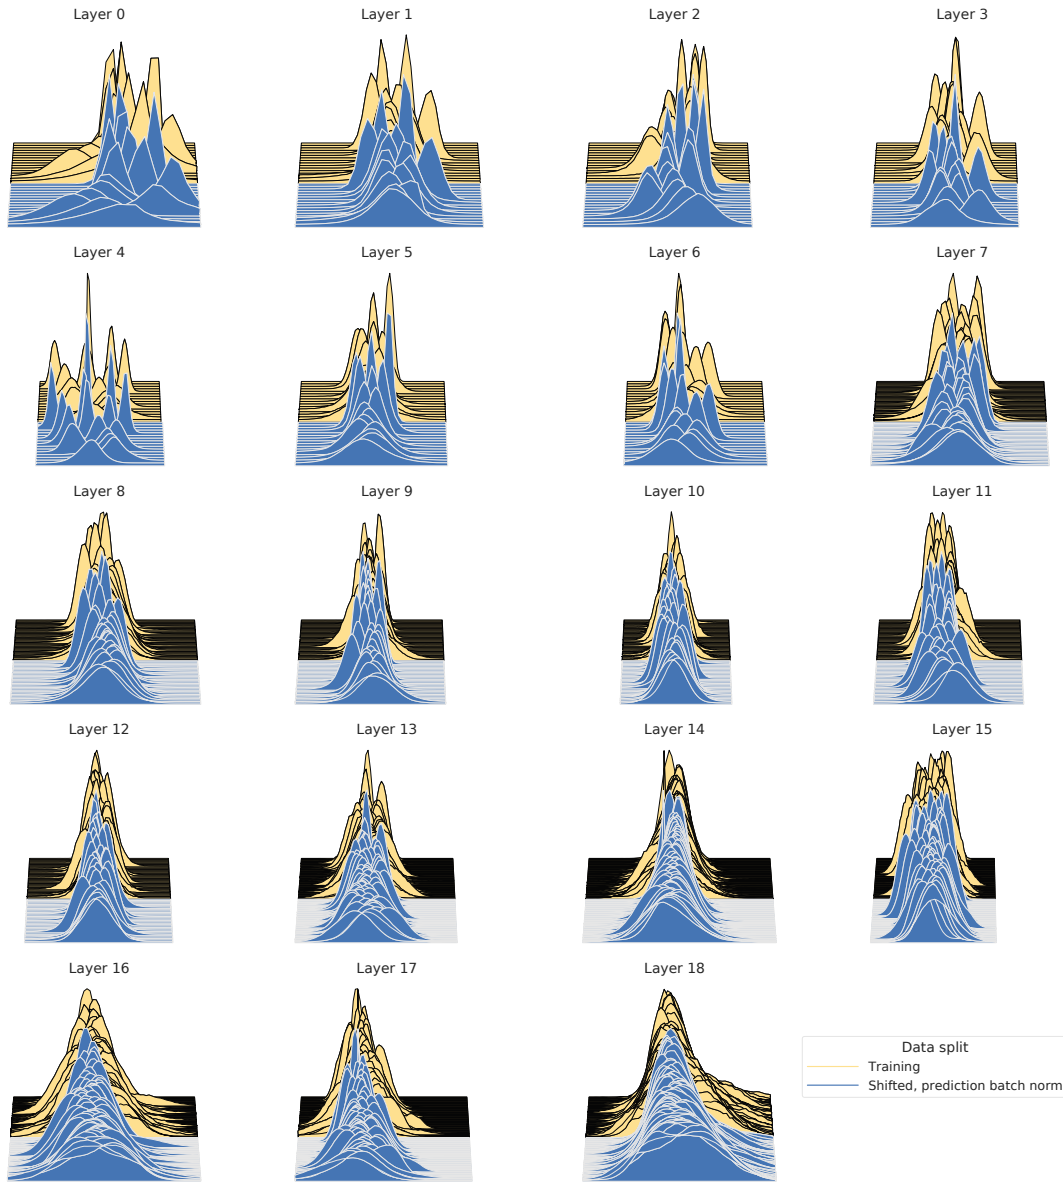 Layer 0
Layer 1
Layer 2
Layer 3
Layer 4
Layer 5
Layer 6
Layer 7
Layer 8
Layer 9
Layer 10
Layer 11
Layer 12
Layer 13
Layer 14
Layer 15
Layer 16
Layer 17
Layer 18
Data split
Training
Shifted, prediction batch norm